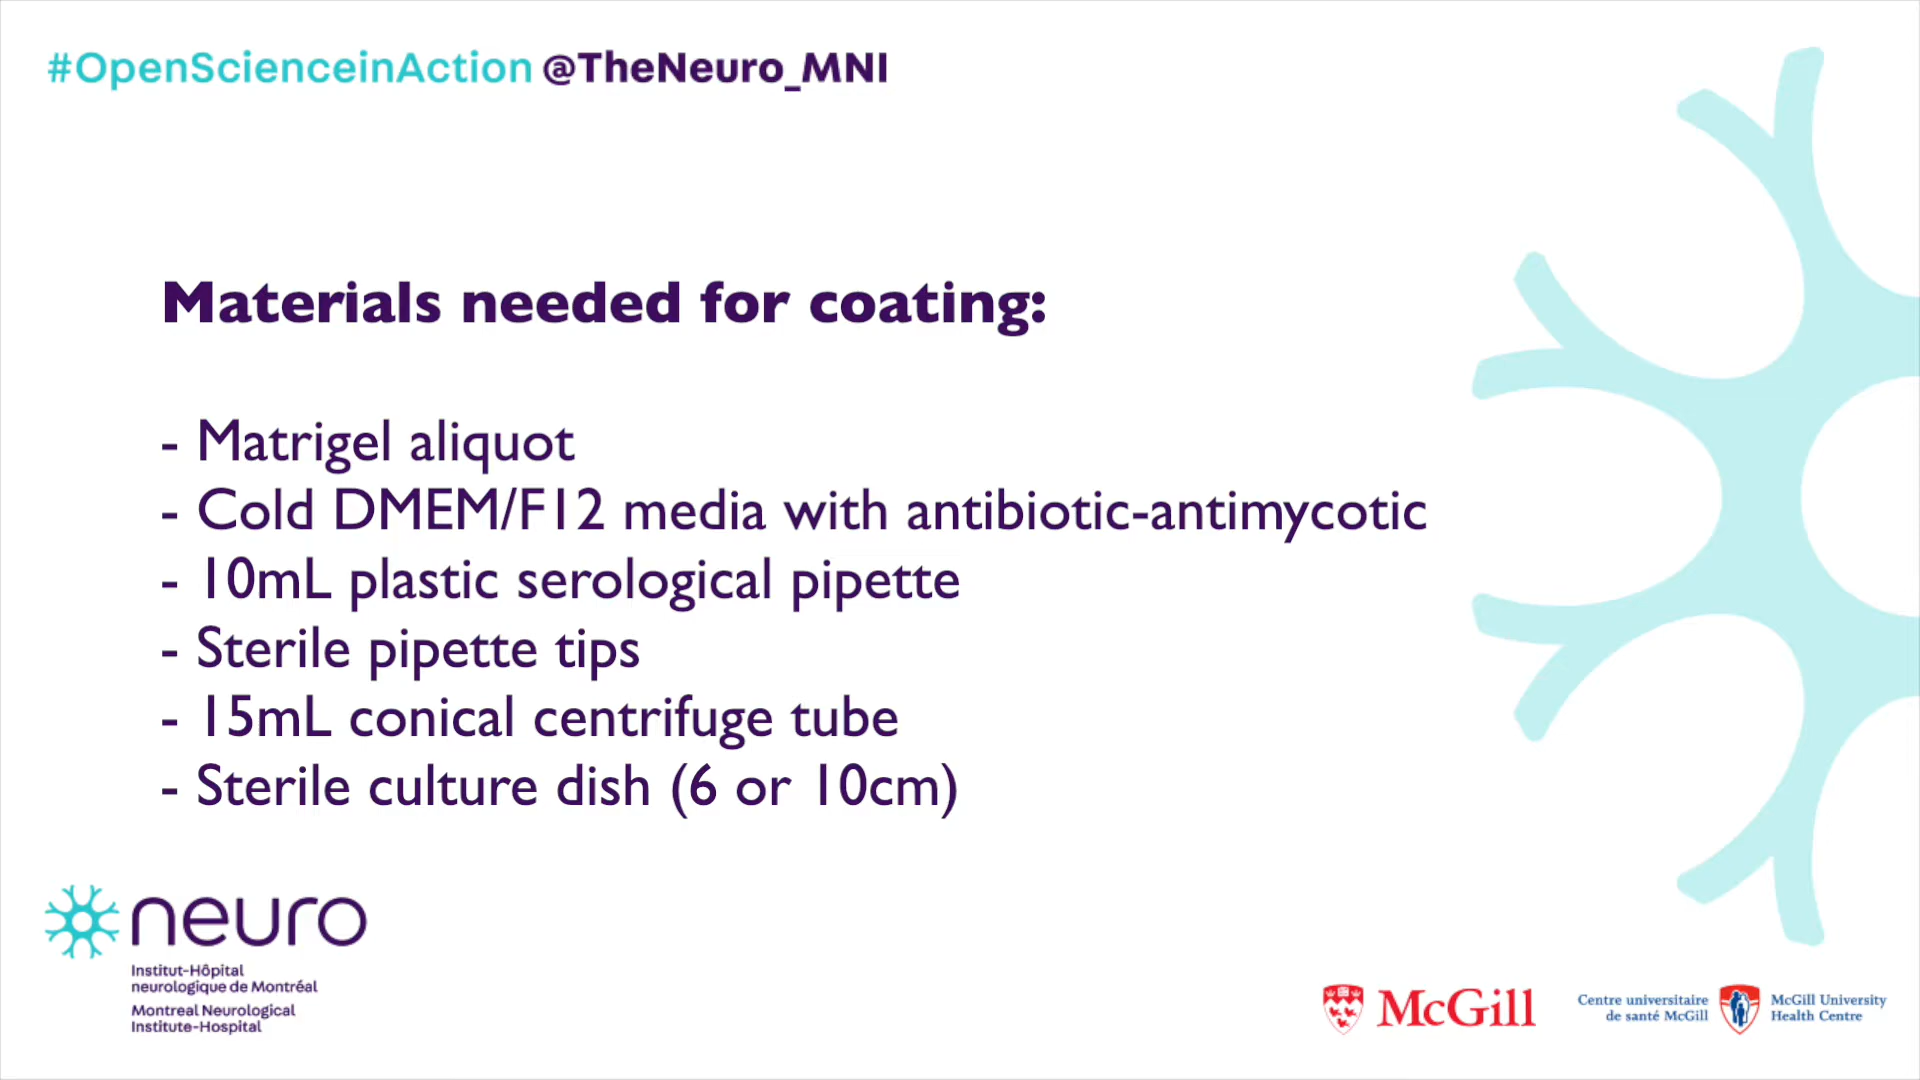 #OpenScienceinAction @TheNeuro_MNI
Materials needed for coating:
- Matrigel aliquot
- Cold DMEM/F12 media with antibiotic-antimycotic
- 10mL plastic serological pipette
- Sterile pipette tips
- 15mL conical centrifuge tube
- Sterile culture dish (6 or 10cm)
neuro
Institut-Hôpital
neurologique de Montréal
Montreal Neurological
Institute-Hospital
McGill
Centre universitaire
de santé McGill
McGill University
Health Centre